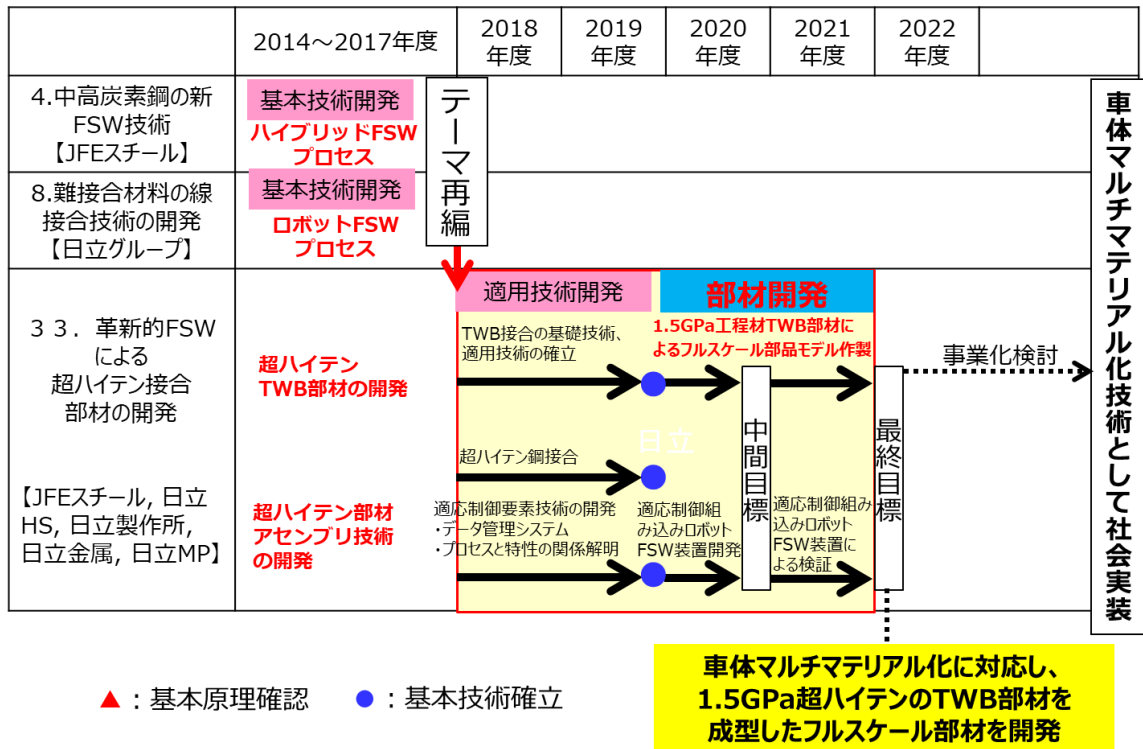 2014～2017年度
2018
年度
2019
年度
2020
年度
2021
年度
2022
年度
4.中高炭素鋼の新
FSW技術
【JFEスチール】
基本技術開発
ハイブリッドFSW
プロセス
8.難接合材料の線
接合技術の開発
【日立グループ】
基本技術開発
ロボットFSW
プロセス
テーマ再編
３３．革新的FSW
による
超ハイテン接合
部材の開発
【JFEスチール, 日立
HS, 日立製作所,
日立金属, 日立MP】
超ハイテン
TWB部材の開発
超ハイテン部材
アセンブリ技術
の開発
適用技術開発
部材開発
TWB接合の基礎技術、
適用技術の確立
1.5GPa工程材TWB部材に
よるフルスケール部品モデル作製
日立
超ハイテン鋼接合
適応制御要素技術の開発
・データ管理システム
・プロセスと特性の関係解明
適応制御組
み込みロボット
FSW装置開発
中間目標
適応制御組み
込みロボット
FSW装置に
よる検証
最終目標
事業化検討
車体マルチマテリアル化技術として社会実装
▲：基本原理確認
●：基本技術確立
車体マルチマテリアル化に対応し、
1.5GPa超ハイテンのTWB部材を
成型したフルスケール部材を開発